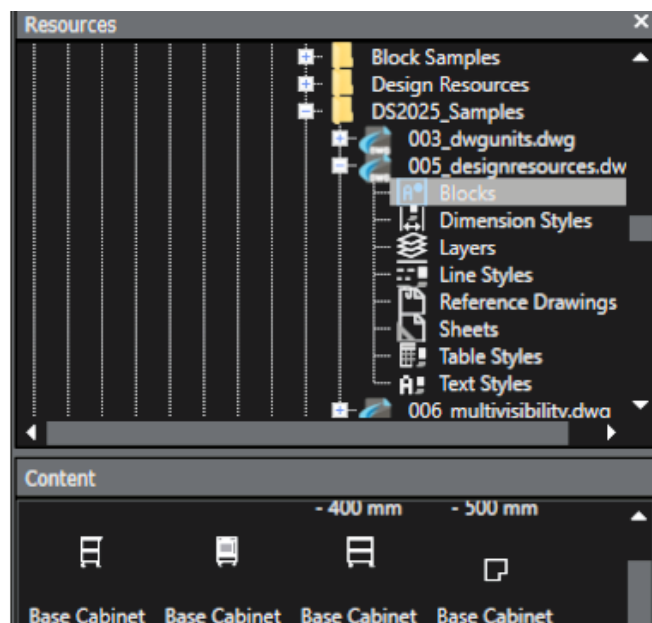 Resources
Block Samples
Design Resources
DS2025_Samples
003_dwgunits.dwg
005_designresources.dw
Blocks
Dimension Styles
Layers
Line Styles
Reference Drawings
Sheets
Table Styles
Text Styles
006_multivisibility.dwg
Content
- 400 mm - 500 mm
Base Cabinet Base Cabinet Base Cabinet Base Cabinet